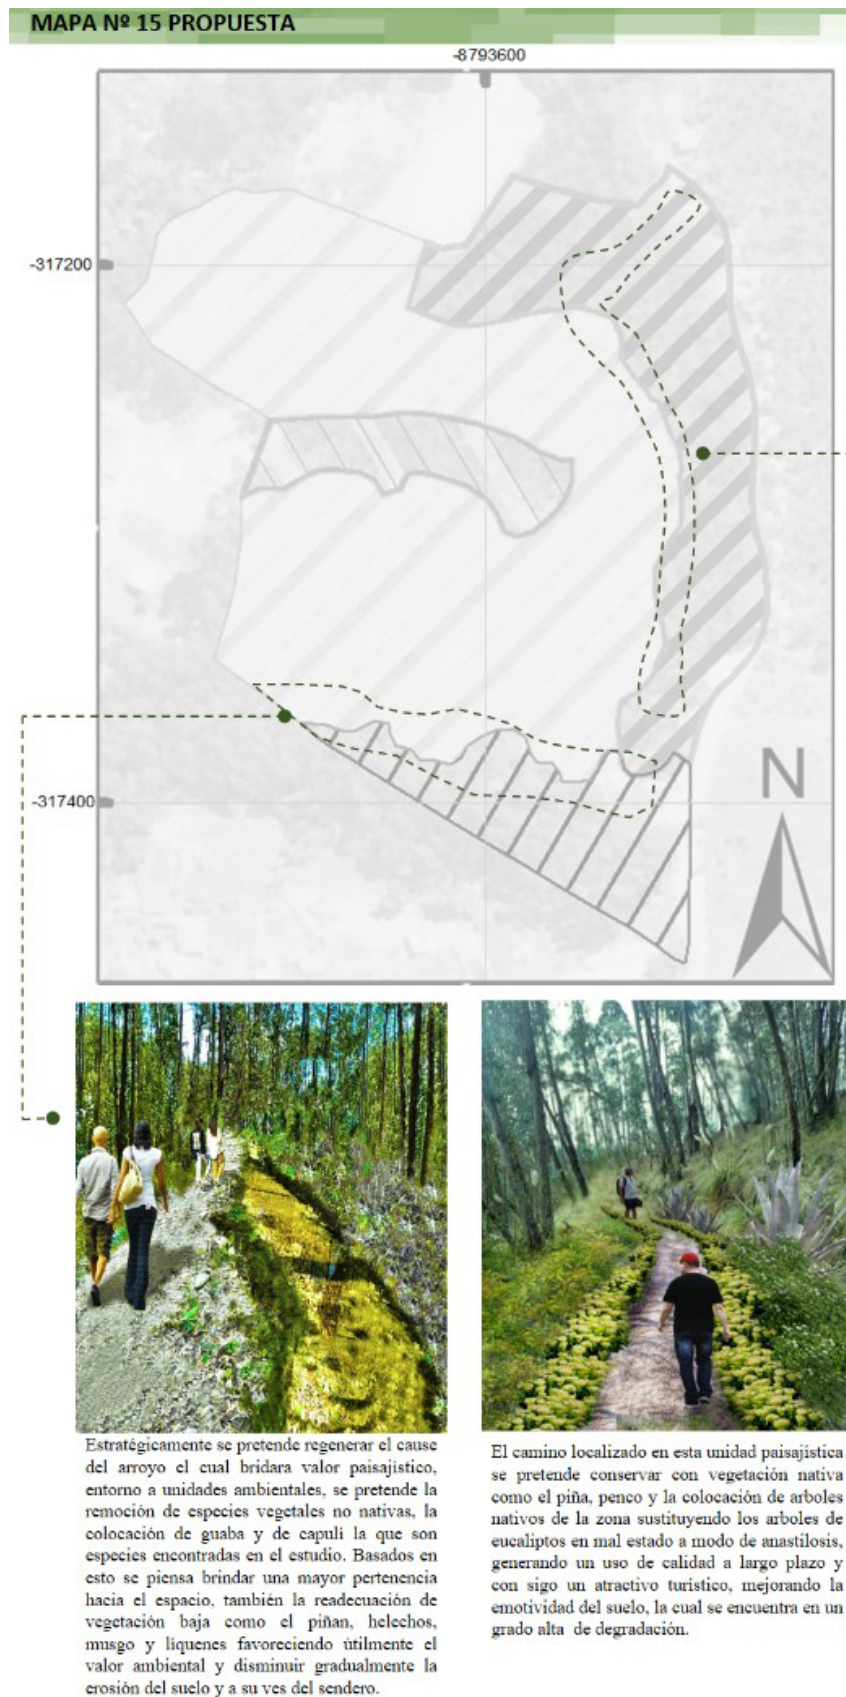 MAPA Nº 15 PROPUESTA
-8793600
-317200
-317400
N
Estratégicamente se pretende regenerar el cause
del arroyo el cual bridara valor paisajístico,
entorno a unidades ambientales, se pretende la
remoción de especies vegetales no nativas, la
colocación de guaba y de capulí la que son
especies encontradas en el estudio. Basados en
esto se piensa brindar una mayor pertenencia
hacia el espacio, también la readecuación de
vegetación baja como el piñan, helechos,
musgo y líquenes favoreciendo útilmente el
valor ambiental y disminuir gradualmente la
erosión del suelo y a su ves del sendero.
El camino localizado en esta unidad paisajística
se pretende conservar con vegetación nativa
como el piña, penco y la colocación de arboles
nativos de la zona sustituyendo los arboles de
eucaliptos en mal estado a modo de anastilosis,
generando un uso de calidad a largo plazo y
con sigo un atractivo turístico, mejorando la
emotividad del suelo, la cual se encuentra en un
grado alta de degradación.